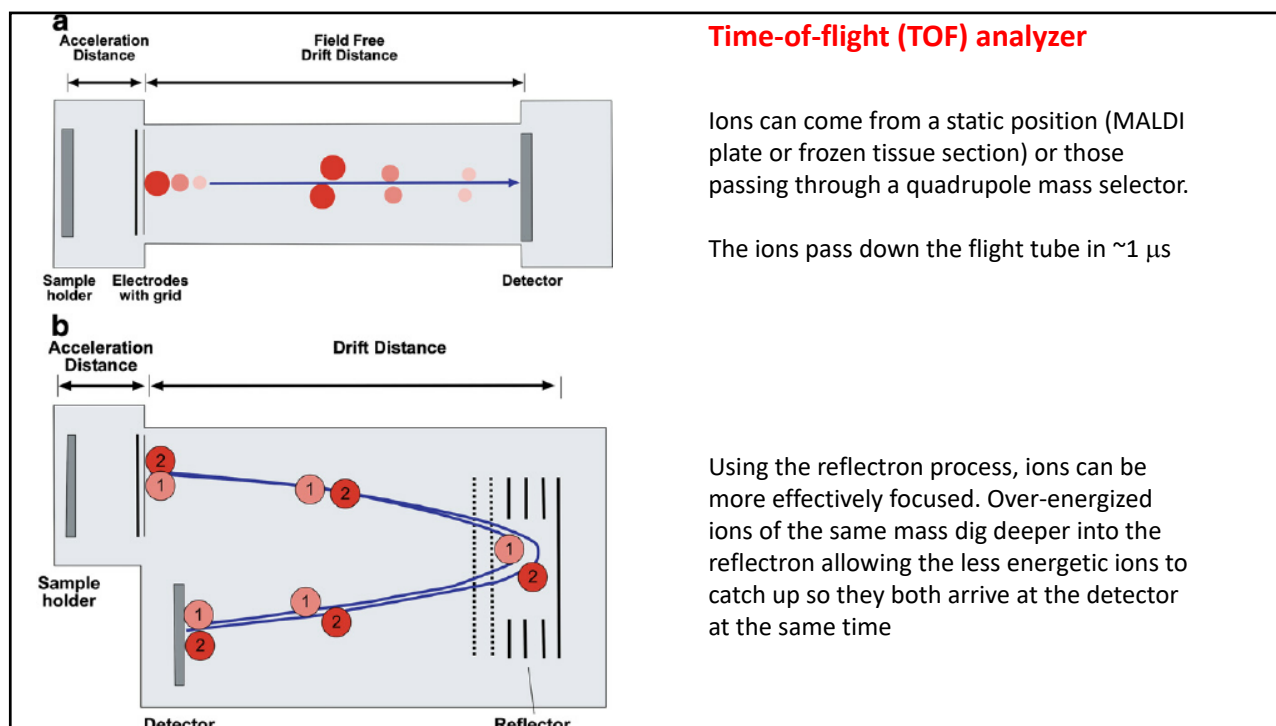 a
Acceleration
Distance
Field Free
Drift Distance
Sample
holder
Electrodes
with grid
Detector
b
Acceleration
Distance
Drift Distance
2
1
1
2
1
2
1
2
1
2
Sample
holder
Detector
Reflector
Time-of-flight (TOF) analyzer
Ions can come from a static position (MALDI
plate or frozen tissue section) or those
passing through a quadrupole mass selector.
The ions pass down the flight tube in ~1 μs
Using the reflectron process, ions can be
more effectively focused. Over-energized
ions of the same mass dig deeper into the
reflectron allowing the less energetic ions to
catch up so they both arrive at the detector
at the same time